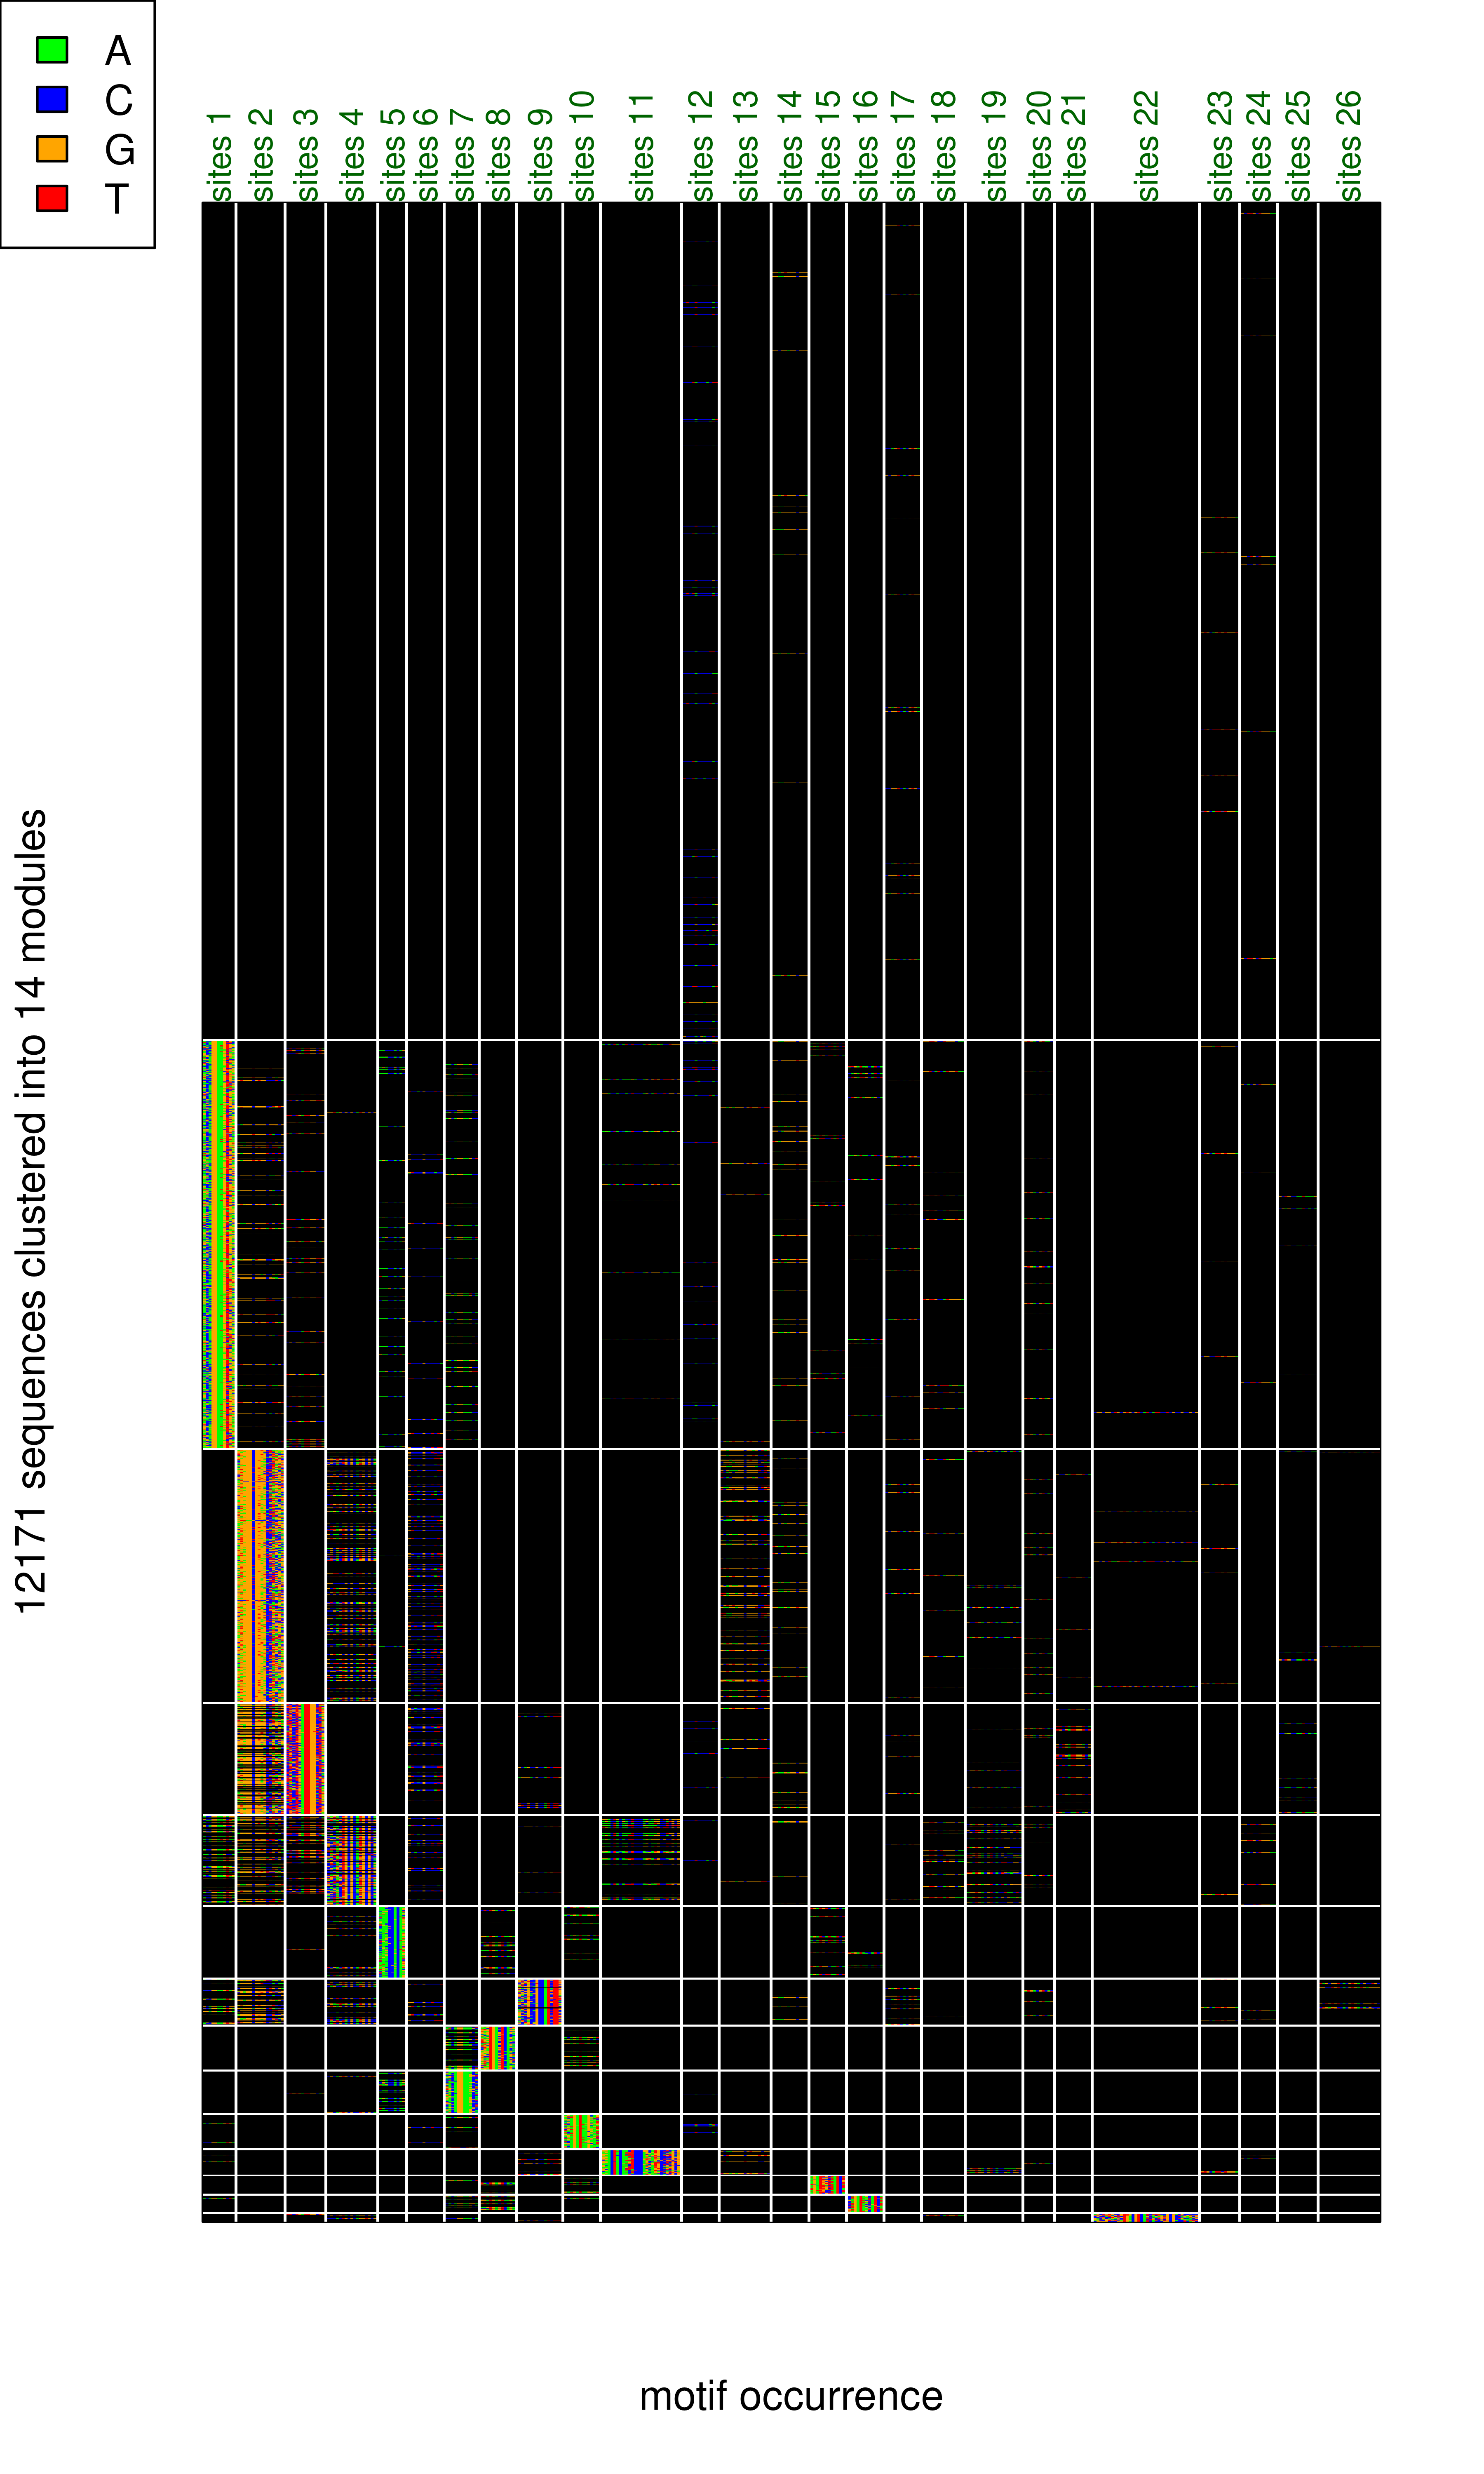 A
C
G
T
sites 1
sites 2
sites 3
sites 4
sites 5
sites 6
sites 7
sites 8
sites 9
sites 10
sites 11
sites 12
sites 13
sites 14
sites 15
sites 16
sites 17
sites 18
sites 19
sites 20
sites 21
sites 22
sites 23
sites 24
sites 25
sites 26
12171 sequences clustered into 14 modules
motif occurrence